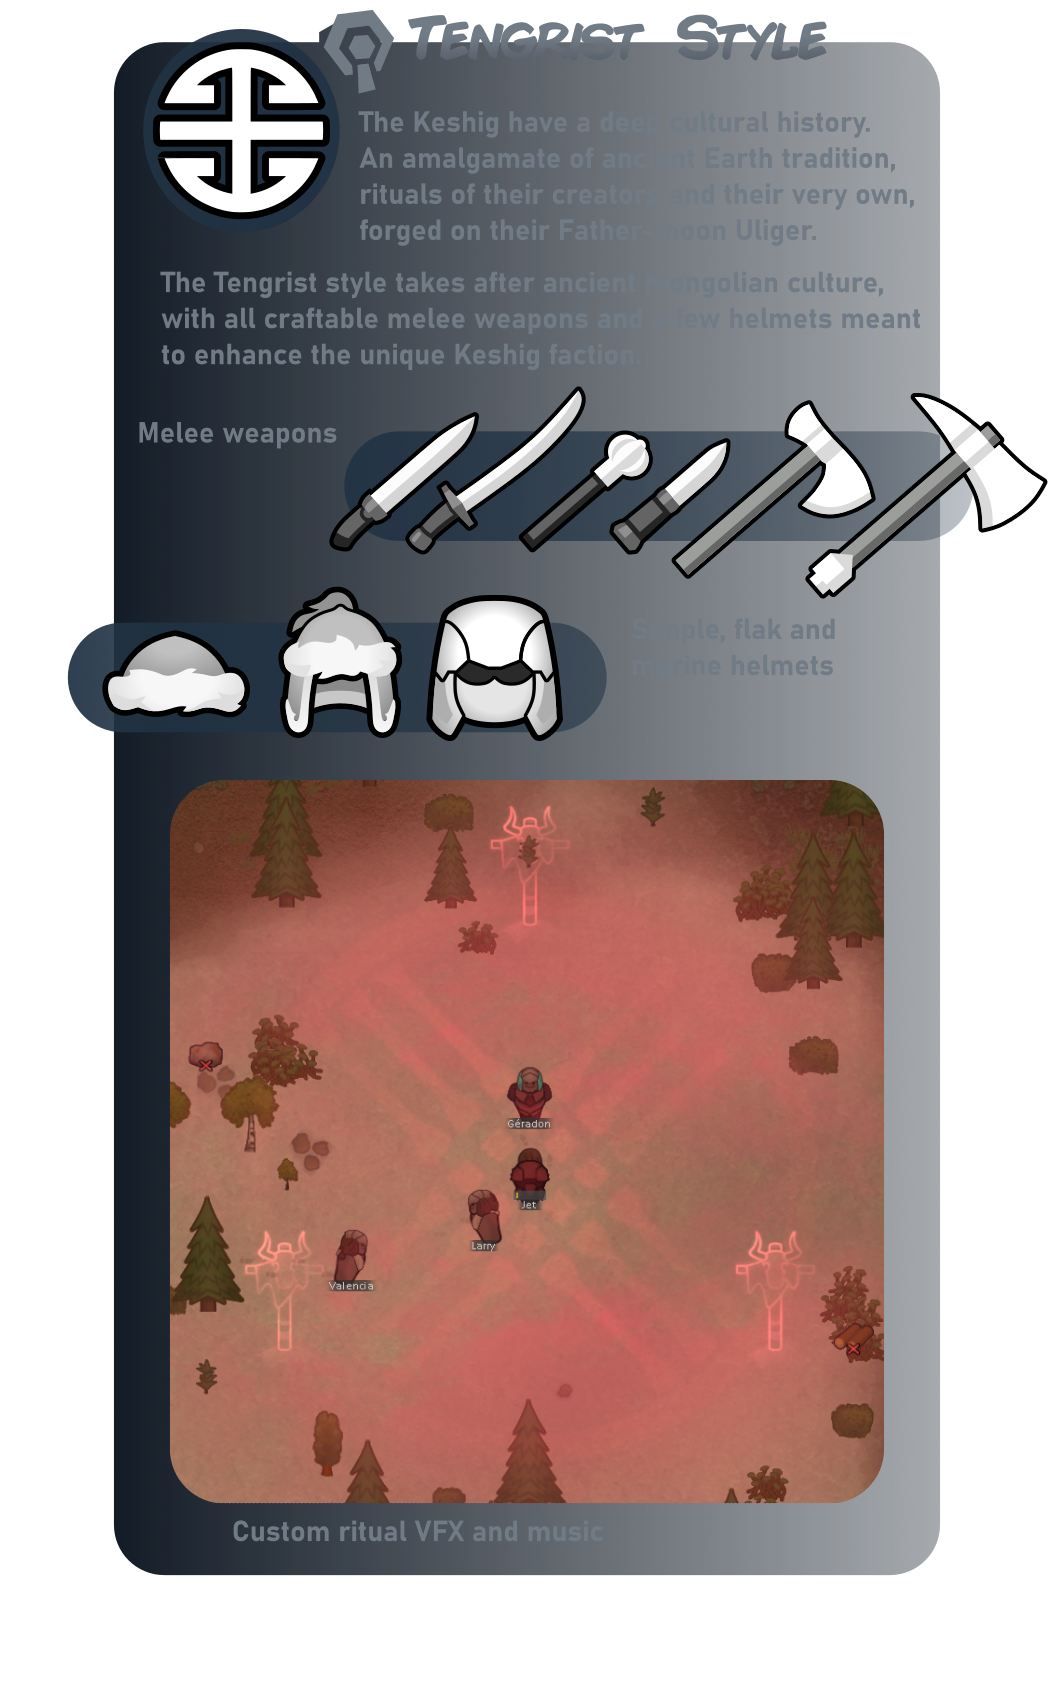 Tengrist Style
The Keshig have a deep cultural history.
An amalgamate of ancient Earth tradition,
rituals of their creators and their very own,
forged on their Father-moon Uliger.
The Tengrist style takes after ancient Mongolian culture,
with all craftable melee weapons and a few helmets meant
to enhance the unique Keshig faction.
Melee weapons
Simple, flak and
marine helmets
Géradon
Jet
Larry
Valencia
Custom ritual VFX and music